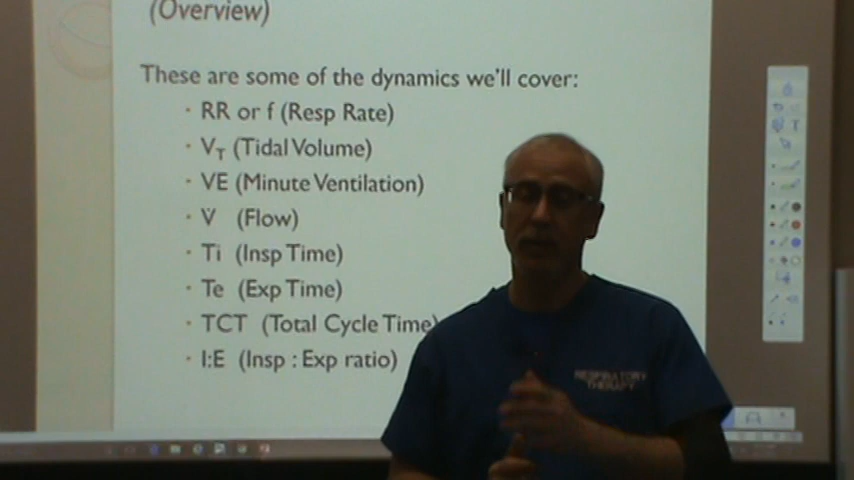 (Overview)
These are some of the dynamics we'll cover:
• RR or f (Resp Rate)
• VT (Tidal Volume)
• VE (Minute Ventilation)
• V̇ (Flow)
• Ti (Insp Time)
• Te (Exp Time)
• TCT (Total Cycle Time)
• I:E (Insp : Exp ratio)
RESPIRATORY
THERAPY